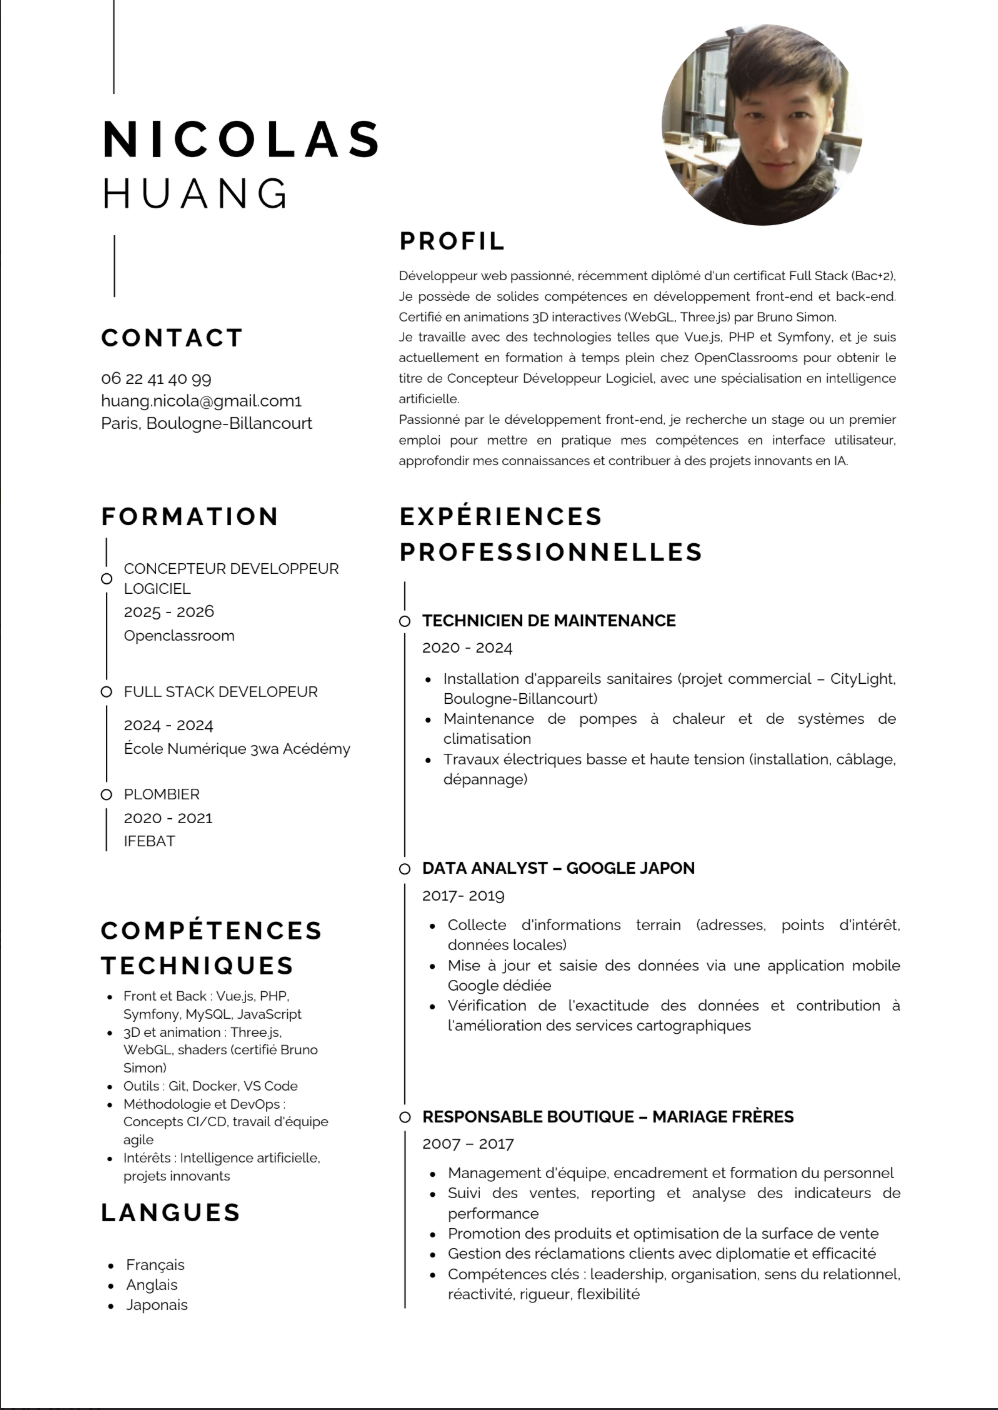 NICOLAS
HUANG
CONTACT
06 22 41 40 99
huang.nicola@gmail.com1
Paris, Boulogne-Billancourt
FORMATION
CONCEPTEUR DEVELOPPEUR
LOGICIEL
2025 - 2026
Openclassroom
FULL STACK DEVELOPEUR
2024 - 2024
École Numérique 3wa Acédémy
PLOMBIER
2020 - 2021
IFEBAT
COMPÉTENCES
TECHNIQUES
• Front et Back : Vue.js, PHP,
Symfony, MySQL, JavaScript
• 3D et animation : Three.js,
WebGL, shaders (certifié Bruno
Simon)
• Outils : Git, Docker, VS Code
• Méthodologie et DevOps :
Concepts CI/CD, travail d'équipe
agile
• Intérêts : Intelligence artificielle,
projets innovants
LANGUES
• Français
• Anglais
• Japonais
PROFIL
Développeur web passionné, récemment diplômé d'un certificat Full Stack (Bac+2),
Je possède de solides compétences en développement front-end et back-end.
Certifié en animations 3D interactives (WebGL, Three.js) par Bruno Simon.
Je travaille avec des technologies telles que Vue.js, PHP et Symfony, et je suis
actuellement en formation à temps plein chez OpenClassrooms pour obtenir le
titre de Concepteur Développeur Logiciel, avec une spécialisation en intelligence
artificielle.
Passionné par le développement front-end, je recherche un stage ou un premier
emploi pour mettre en pratique mes compétences en interface utilisateur,
approfondir mes connaissances et contribuer à des projets innovants en IA.
EXPÉRIENCES
PROFESSIONNELLES
TECHNICIEN DE MAINTENANCE
2020 - 2024
• Installation d'appareils sanitaires (projet commercial – CityLight,
Boulogne-Billancourt)
• Maintenance de pompes à chaleur et de systèmes de
climatisation
• Travaux électriques basse et haute tension (installation, câblage,
dépannage)
DATA ANALYST – GOOGLE JAPON
2017- 2019
• Collecte d'informations terrain (adresses, points d'intérêt,
données locales)
• Mise à jour et saisie des données via une application mobile
Google dédiée
• Vérification de l'exactitude des données et contribution à
l'amélioration des services cartographiques
RESPONSABLE BOUTIQUE – MARIAGE FRÈRES
2007 – 2017
• Management d'équipe, encadrement et formation du personnel
• Suivi des ventes, reporting et analyse des indicateurs de
performance
• Promotion des produits et optimisation de la surface de vente
• Gestion des réclamations clients avec diplomatie et efficacité
• Compétences clés : leadership, organisation, sens du relationnel,
réactivité, rigueur, flexibilité